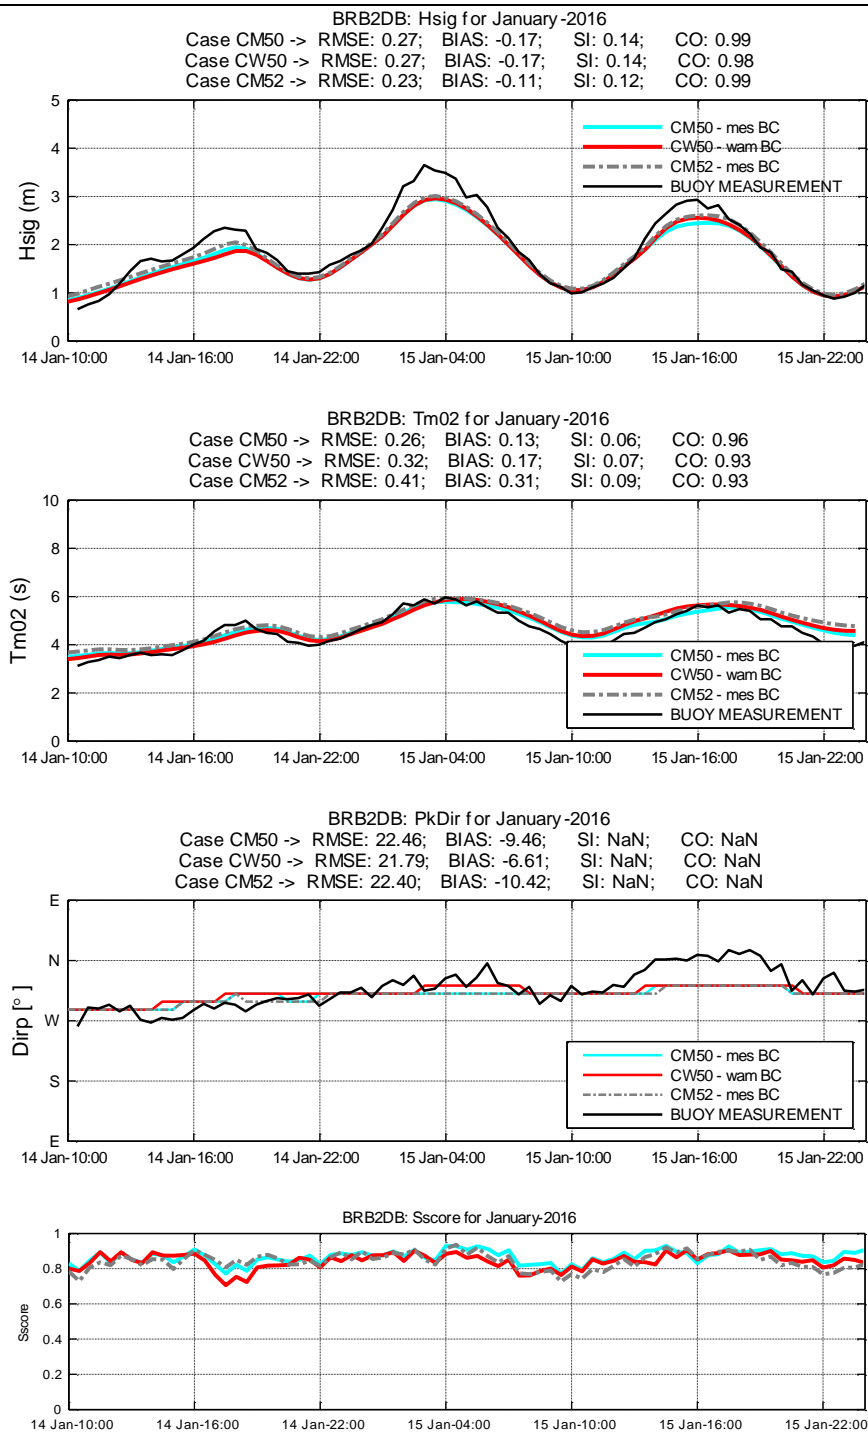 BRB2DB: Hsig for January-2016
Case CM50 -> RMSE: 0.27; BIAS: -0.17; SI: 0.14; CO: 0.99
Case CW50 -> RMSE: 0.27; BIAS: -0.17; SI: 0.14; CO: 0.98
Case CM52 -> RMSE: 0.23; BIAS: -0.11; SI: 0.12; CO: 0.99
5
4
3
2
1
0
Hsig (m)
CM50 - mes BC
CW50 - wam BC
CM52 - mes BC
BUOY MEASUREMENT
14 Jan-10:00 14 Jan-16:00 14 Jan-22:00 15 Jan-04:00 15 Jan-10:00 15 Jan-16:00 15 Jan-22:00
BRB2DB: Tm02 for January-2016
Case CM50 -> RMSE: 0.26; BIAS: 0.13; SI: 0.06; CO: 0.96
Case CW50 -> RMSE: 0.32; BIAS: 0.17; SI: 0.07; CO: 0.93
Case CM52 -> RMSE: 0.41; BIAS: 0.31; SI: 0.09; CO: 0.93
10
8
6
4
2
0
Tm02 (s)
CM50 - mes BC
CW50 - wam BC
CM52 - mes BC
BUOY MEASUREMENT
14 Jan-10:00 14 Jan-16:00 14 Jan-22:00 15 Jan-04:00 15 Jan-10:00 15 Jan-16:00 15 Jan-22:00
BRB2DB: PkDir for January-2016
Case CM50 -> RMSE: 22.46; BIAS: -9.46; SI: NaN; CO: NaN
Case CW50 -> RMSE: 21.79; BIAS: -6.61; SI: NaN; CO: NaN
Case CM52 -> RMSE: 22.40; BIAS: -10.42; SI: NaN; CO: NaN
E
N
W
S
E
Dirp [°]
CM50 - mes BC
CW50 - wam BC
CM52 - mes BC
BUOY MEASUREMENT
14 Jan-10:00 14 Jan-16:00 14 Jan-22:00 15 Jan-04:00 15 Jan-10:00 15 Jan-16:00 15 Jan-22:00
BRB2DB: Sscore for January-2016
1
0.8
0.6
0.4
0.2
0
Sscore
14 Jan-10:00 14 Jan-16:00 14 Jan-22:00 15 Jan-04:00 15 Jan-10:00 15 Jan-16:00 15 Jan-22:00